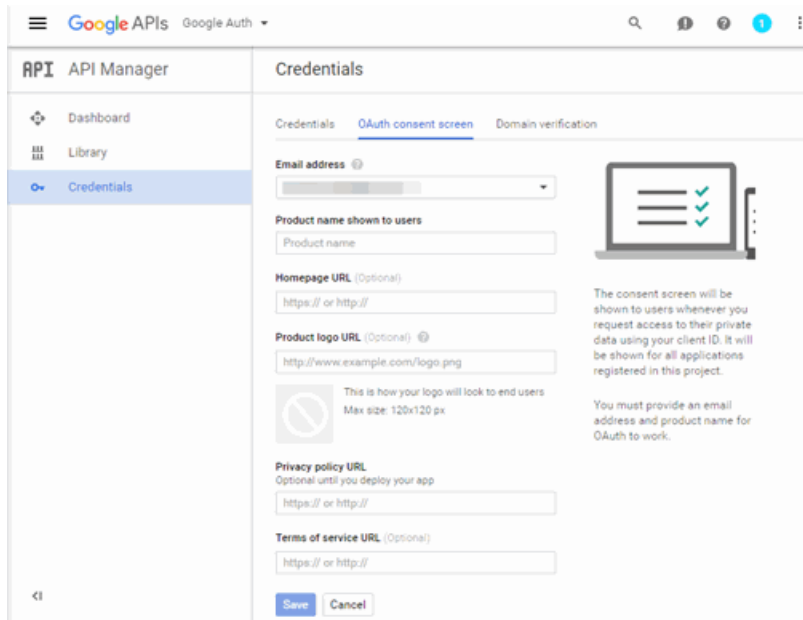 Google APIs Google Auth
1
API API Manager
Credentials
Dashboard
Library
Credentials
Credentials OAuth consent screen Domain verification
Email address
Product name shown to users
Product name
Homepage URL (Optional)
https:// or http://
Product logo URL (Optional)
http://www.example.com/logo.png
This is how your logo will look to end users
Max size: 120x120 px
Privacy policy URL
Optional until you deploy your app
https:// or http://
Terms of service URL (Optional)
https:// or http://
Save Cancel
The consent screen will be
shown to users whenever you
request access to their private
data using your client ID. It will
be shown for all applications
registered in this project.
You must provide an email
address and product name for
OAuth to work.